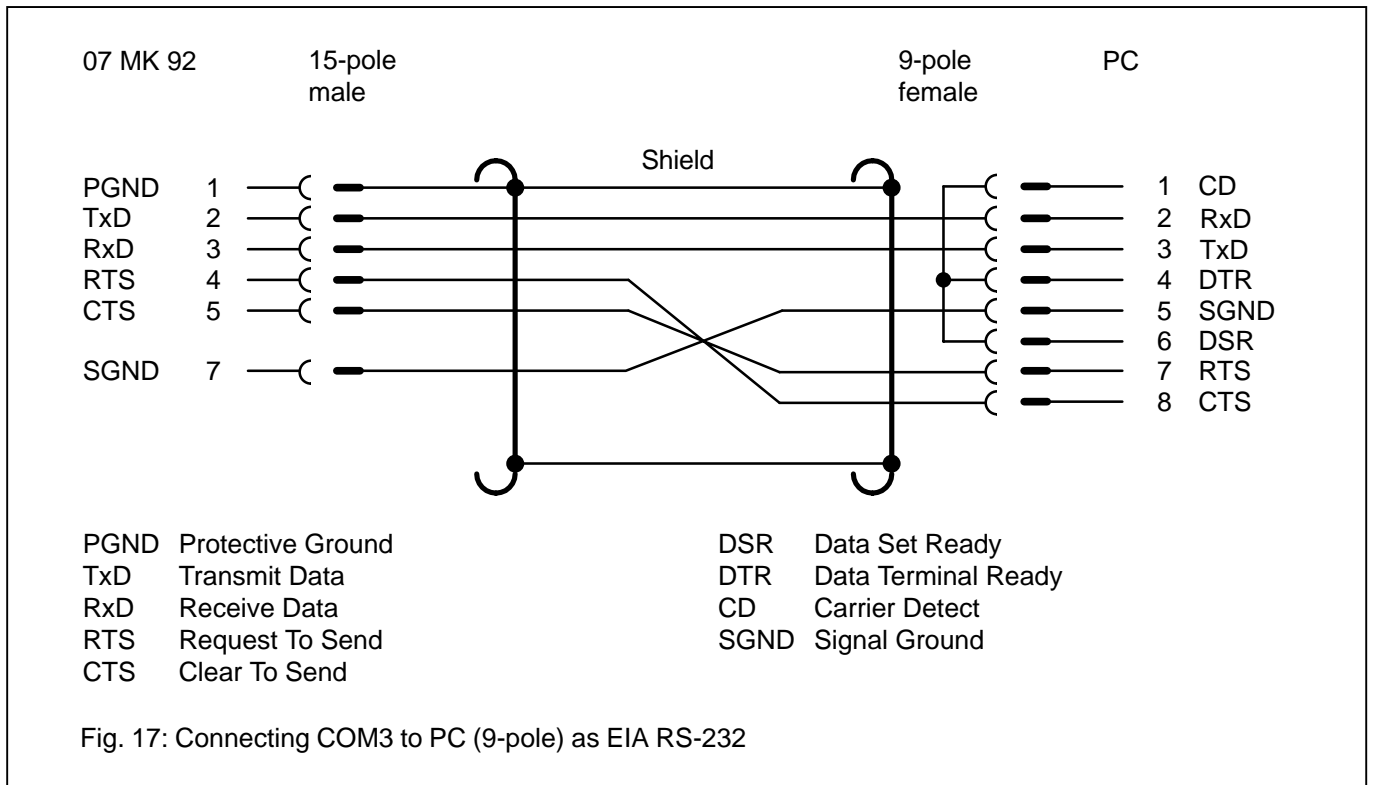 07 MK 92 15-pole male 9-pole female PC
Shield
PGND 1 1 CD
TxD 2 2 RxD
RxD 3 3 TxD
RTS 4 4 DTR
CTS 5 5 SGND
6 DSR
SGND 7 7 RTS
8 CTS
PGND Protective Ground DSR Data Set Ready
TxD Transmit Data DTR Data Terminal Ready
RxD Receive Data CD Carrier Detect
RTS Request To Send SGND Signal Ground
CTS Clear To Send
Fig. 17: Connecting COM3 to PC (9-pole) as EIA RS-232